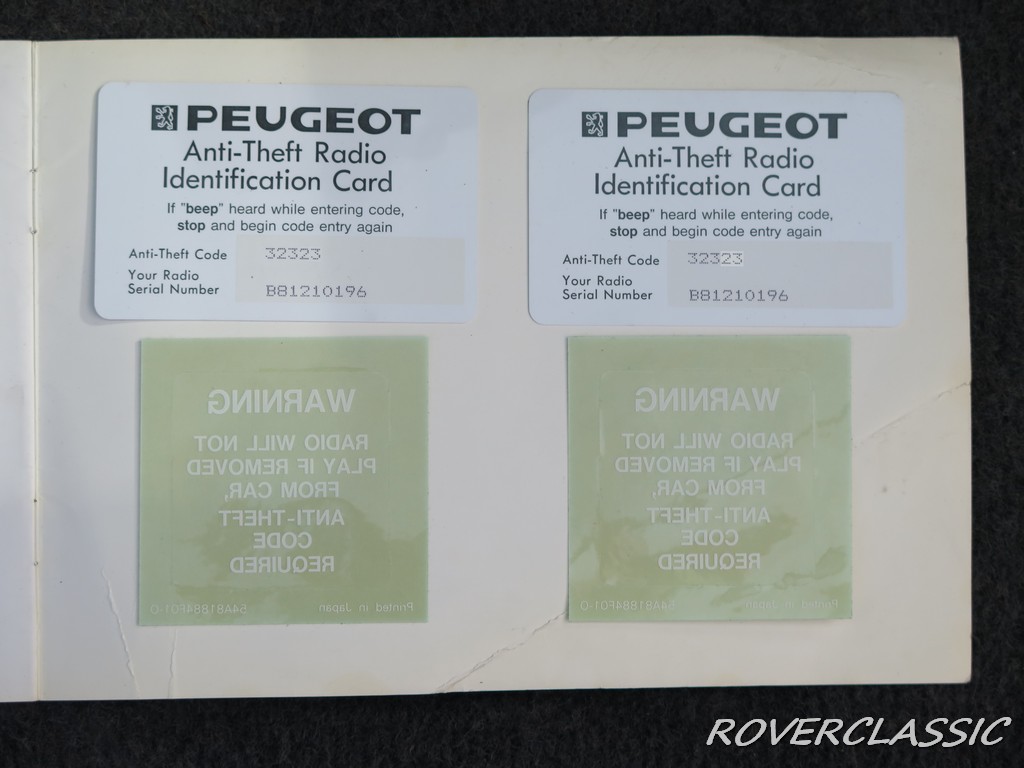 PEUGEOT
Anti-Theft Radio
Identification Card
If "beep" heard while entering code,
stop and begin code entry again
Anti-Theft Code 32323
Your Radio
Serial Number B81210196
PEUGEOT
Anti-Theft Radio
Identification Card
If "beep" heard while entering code,
stop and begin code entry again
Anti-Theft Code 32323
Your Radio
Serial Number B81210196
WARNING
RADIO WILL NOT
PLAY IF REMOVED
FROM CAR,
ANTI-THEFT
CODE
REQUIRED
Printed in Japan 54A81884F01-O
WARNING
RADIO WILL NOT
PLAY IF REMOVED
FROM CAR,
ANTI-THEFT
CODE
REQUIRED
Printed in Japan 54A81884F01-O
ROVERCLASSIC